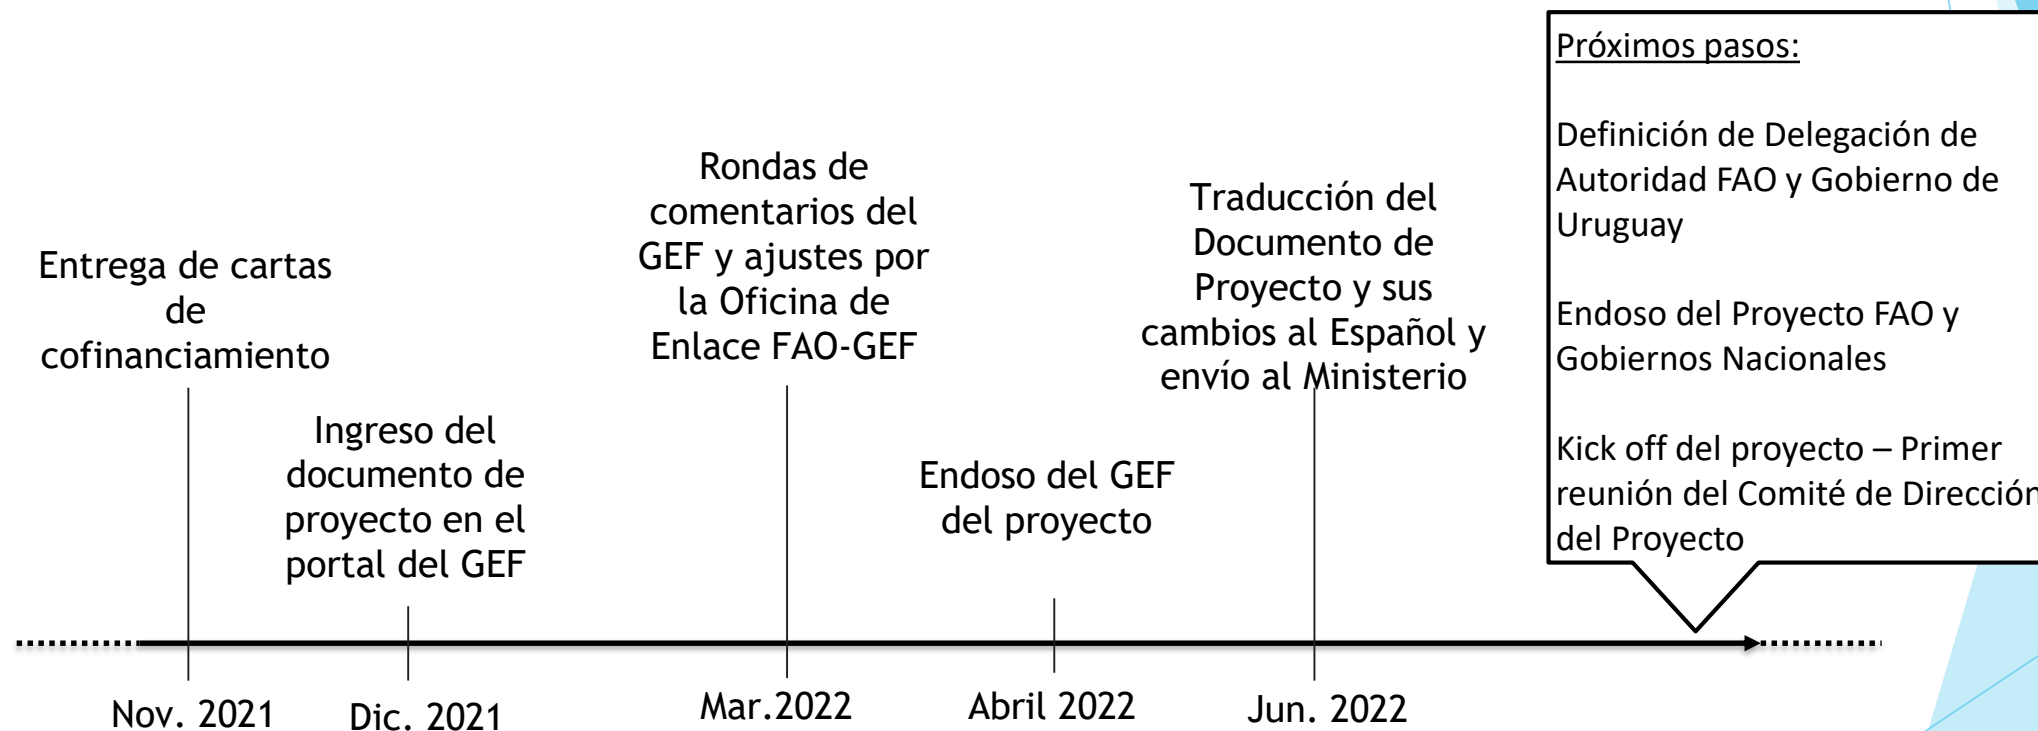 Entrega de cartas
de
cofinanciamiento
Ingreso del
documento de
proyecto en el
portal del GEF
Rondas de
comentarios del
GEF y ajustes por
la Oficina de
Enlace FAO-GEF
Endoso del GEF
del proyecto
Traducción del
Documento de
Proyecto y sus
cambios al Español y
envío al Ministerio
Próximos pasos:
Definición de Delegación de
Autoridad FAO y Gobierno de
Uruguay
Endoso del Proyecto FAO y
Gobiernos Nacionales
Kick off del proyecto – Primer
reunión del Comité de Dirección
del Proyecto
Nov. 2021
Dic. 2021
Mar.2022
Abril 2022
Jun. 2022